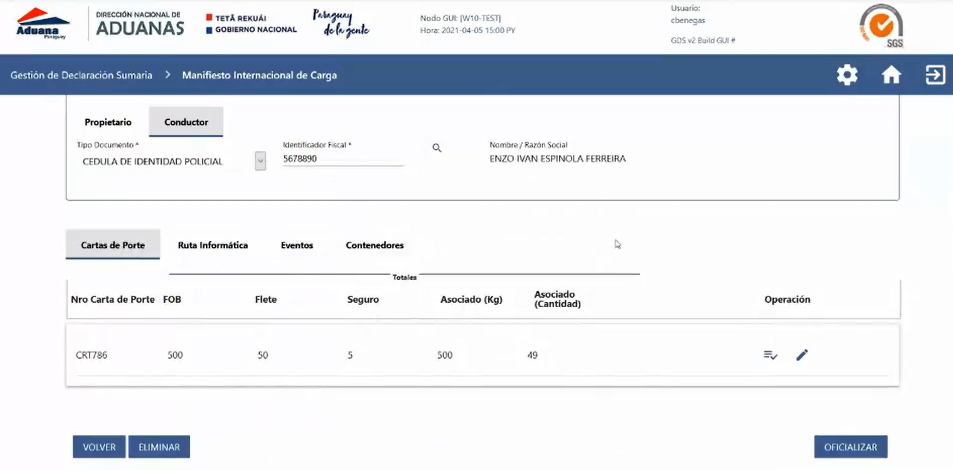 Aduana
Paraguay
DIRECCIÓN NACIONAL DE
ADUANAS
TETÃ REKUÁI
GOBIERNO NACIONAL
Paraguay
de la gente
Nodo GUI: [W10-TEST]
Hora: 2021-04-05 15:00 PY
Usuario:
cbenegas
GDS v2 Build GUI #
SGS
Gestión de Declaración Sumaria > Manifiesto Internacional de Carga
Propietario Conductor
Tipo Documento * Identificador Fiscal * Nombre / Razón Social
CEDULA DE IDENTIDAD POLICIAL 5678890 ENZO IVAN ESPINOLA FERREIRA
Cartas de Porte Ruta Informática Eventos Contenedores
Totales
Nro Carta de Porte FOB Flete Seguro Asociado (Kg) Asociado (Cantidad) Operación
CRT786 500 50 5 500 49
VOLVER ELIMINAR OFICIALIZAR